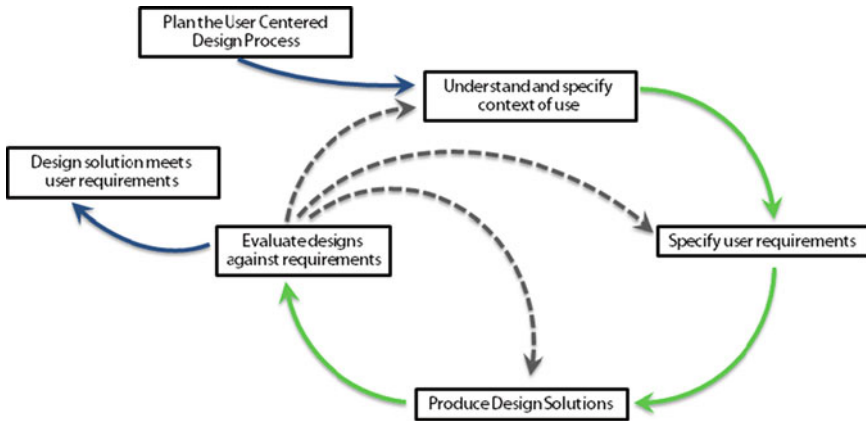 Plan the User Centered
Design Process
Understand and specify
context of use
Design solution meets
user requirements
Evaluate designs
against requirements
Specify user requirements
Produce Design Solutions